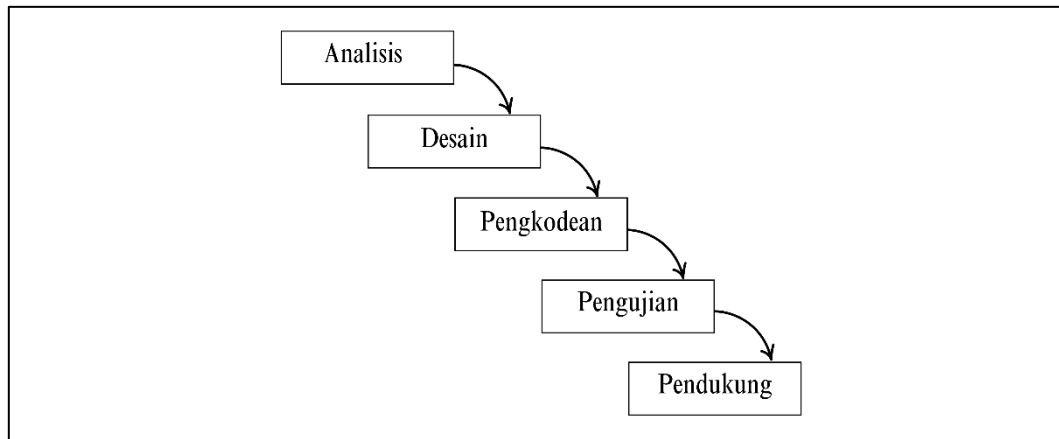 Analisis
Desain
Pengkodean
Pengujian
Pendukung